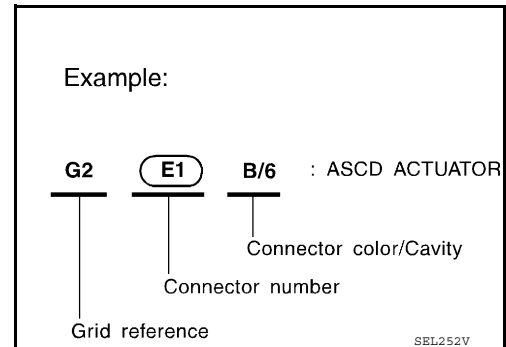 Example:
G2 E1 B/6 : ASCD ACTUATOR
Connector color/Cavity
Connector number
Grid reference
SEL252V